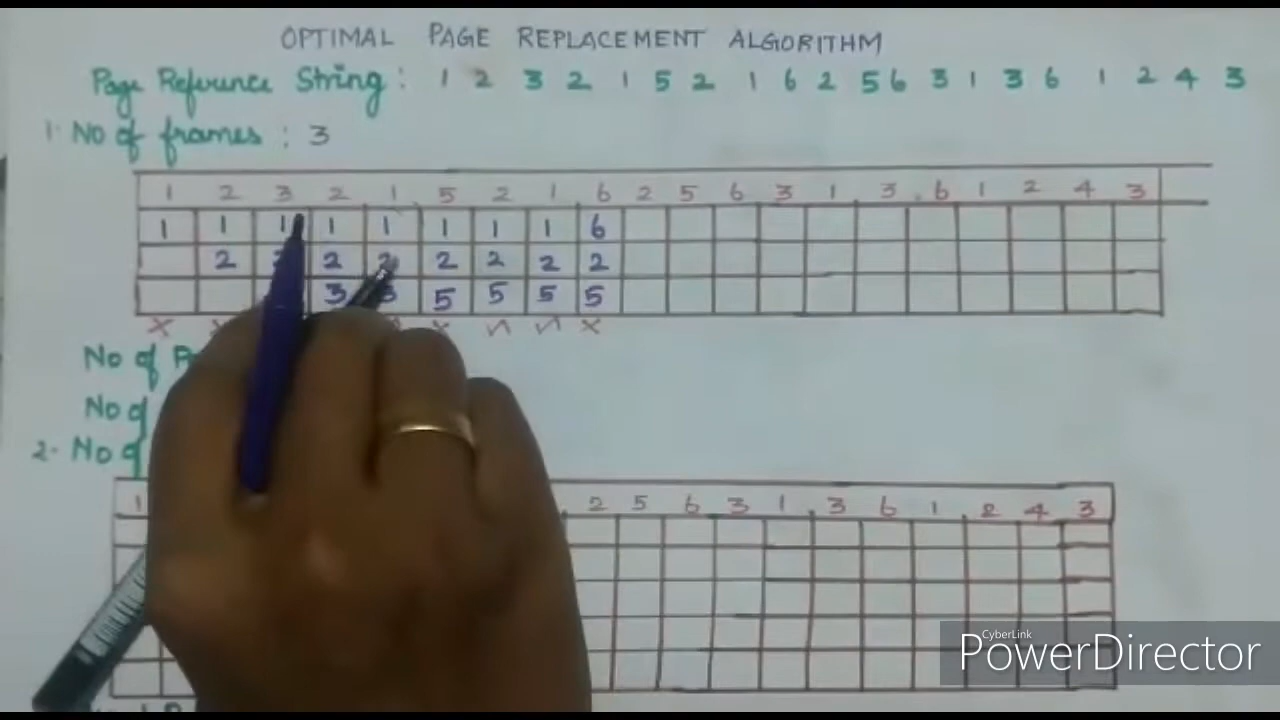 OPTIMAL PAGE REPLACEMENT ALGORITHM
Page Reference String : 1 2 3 2 1 5 2 1 6 2 5 6 3 1 3 6 1 2 4 3
1. No of frames : 3
1 2 3 2 1 5 2 1 6 2 5 6 3 1 3 6 1 2 4 3
1 1 1 1 1 1 1 1 6
2 2 2 2 2 2 2
3 5 5 5 5
No of
No of
2. No of
1 2 5 6 3 1 3 6 1 2 4 3
CyberLink
PowerDirector